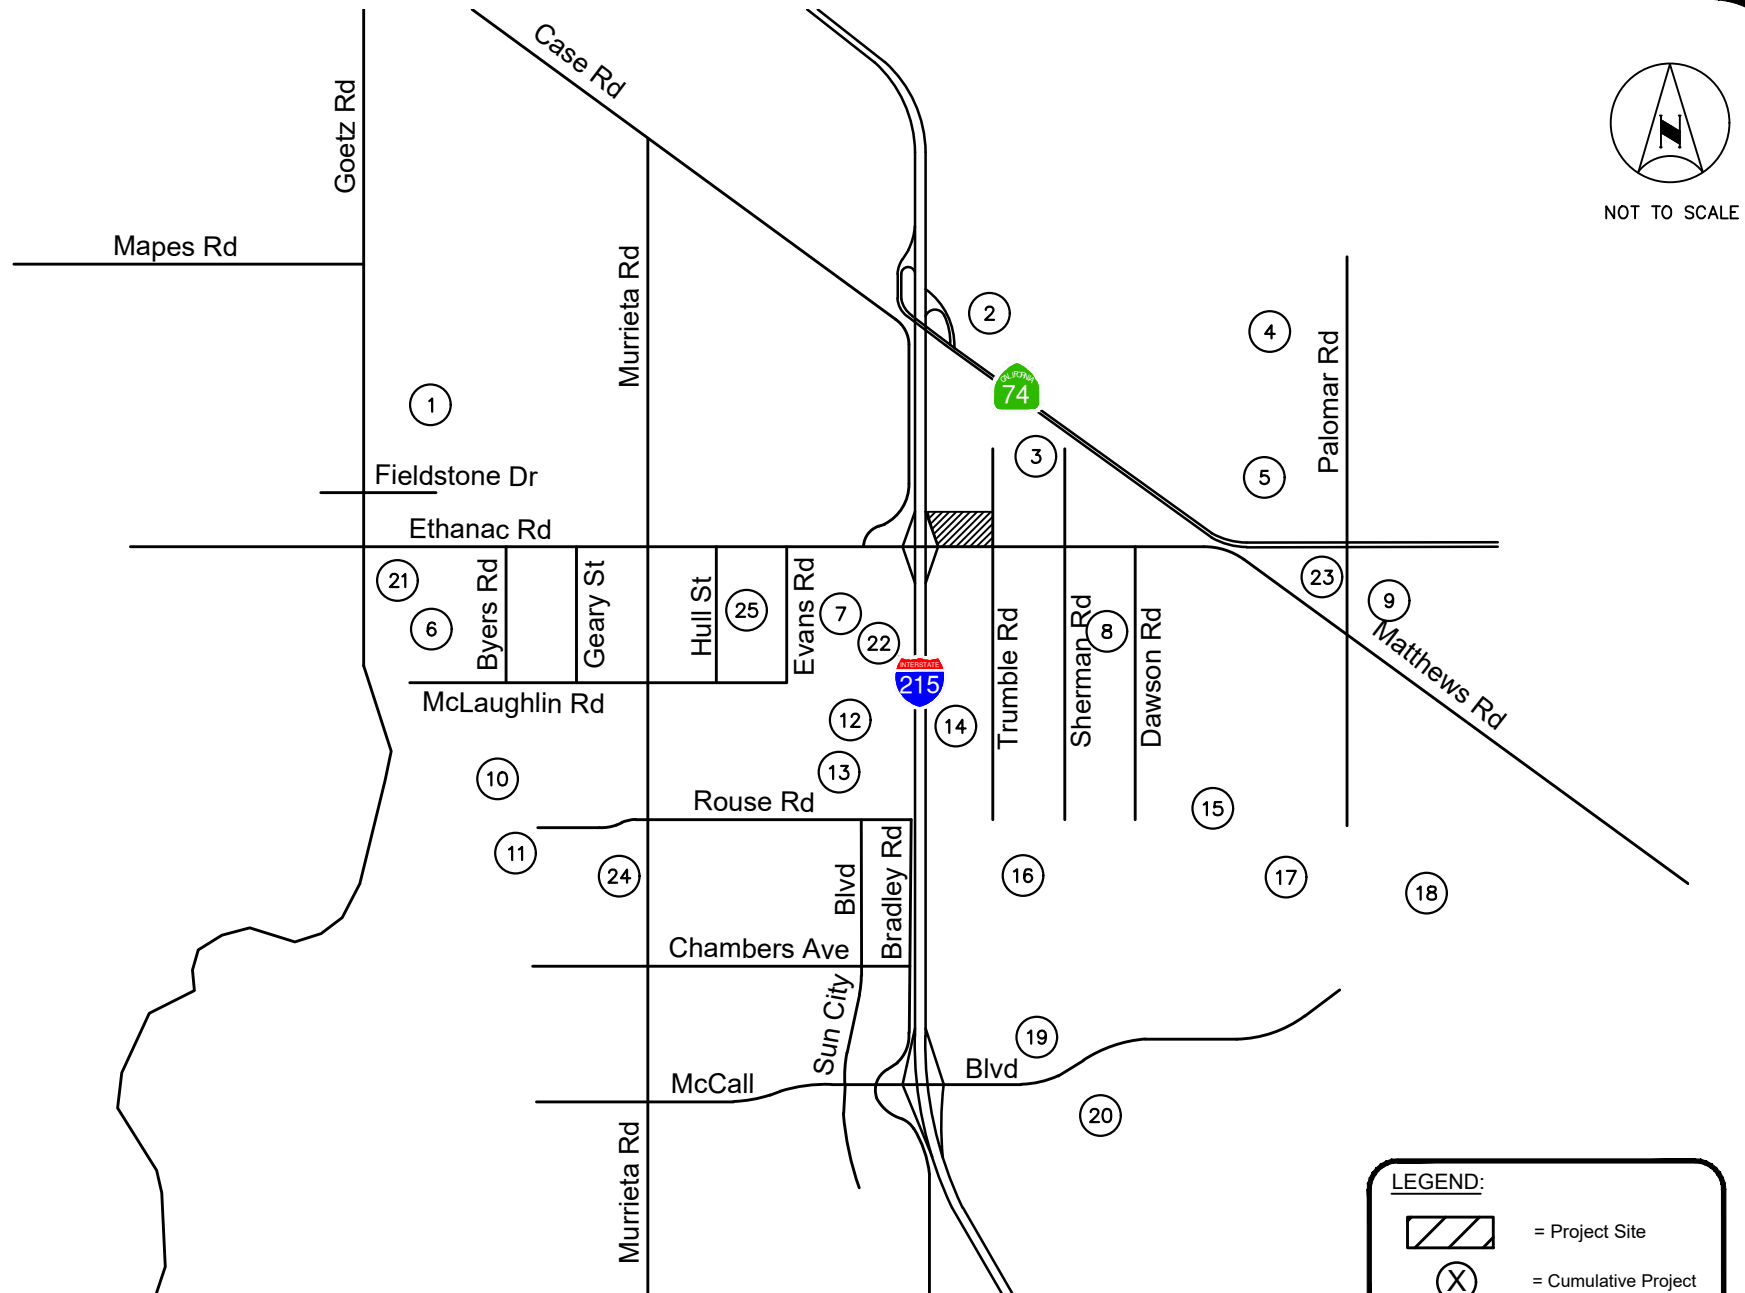 Case Rd
Goetz Rd
N
NOT TO SCALE
Mapes Rd
Murrieta Rd
2
4
Palomar Rd
CALIFORNIA
74
1
3
5
Fieldstone Dr
Ethanac Rd
21
6
Byers Rd
Geary St
Hull St
25
Evans Rd
7
22
23
9
8
Trumble Rd
Sherman Rd
Dawson Rd
Matthews Rd
INTERSTATE
215
McLaughlin Rd
12
14
13
10
Rouse Rd
15
11
24
Blvd
Bradley Rd
16
17
18
Chambers Ave
Sun City
19
McCall
Blvd
20
Murrieta Rd
LEGEND:
= Project Site
X
= Cumulative Project